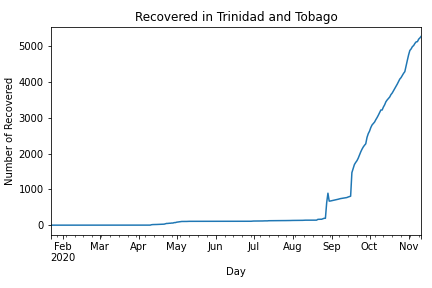 Recovered in Trinidad and Tobago
Number of Recovered
5000
4000
3000
2000
1000
0
Feb Mar Apr May Jun Jul Aug Sep Oct Nov
2020
Day